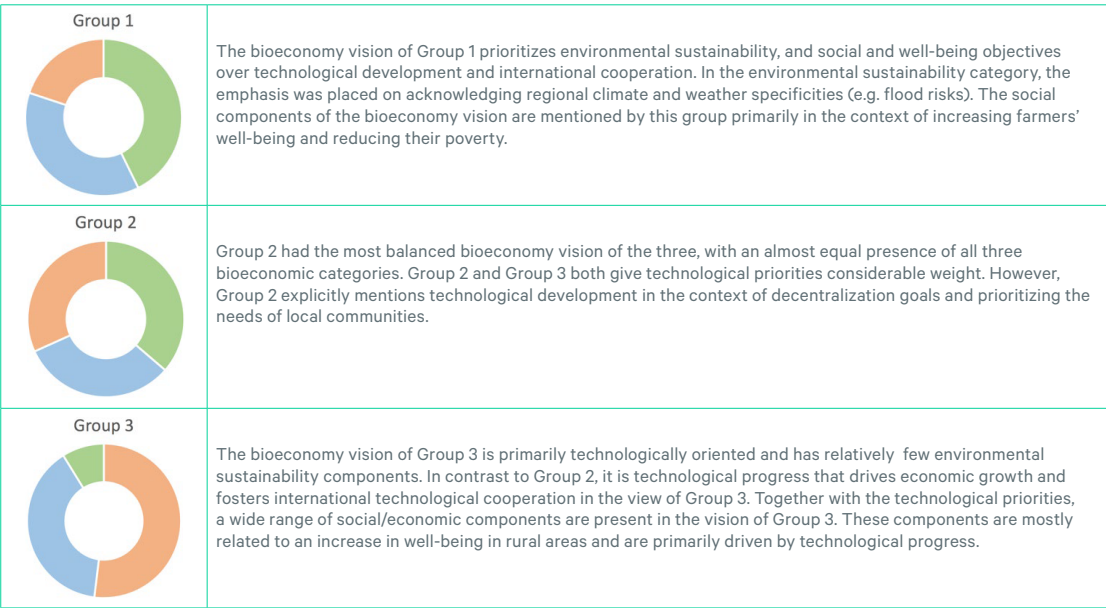 Group 1
The bioeconomy vision of Group 1 prioritizes environmental sustainability, and social and well-being objectives
over technological development and international cooperation. In the environmental sustainability category, the
emphasis was placed on acknowledging regional climate and weather specificities (e.g. flood risks). The social
components of the bioeconomy vision are mentioned by this group primarily in the context of increasing farmers'
well-being and reducing their poverty.
Group 2
Group 2 had the most balanced bioeconomy vision of the three, with an almost equal presence of all three
bioeconomic categories. Group 2 and Group 3 both give technological priorities considerable weight. However,
Group 2 explicitly mentions technological development in the context of decentralization goals and prioritizing the
needs of local communities.
Group 3
The bioeconomy vision of Group 3 is primarily technologically oriented and has relatively few environmental
sustainability components. In contrast to Group 2, it is technological progress that drives economic growth and
fosters international technological cooperation in the view of Group 3. Together with the technological priorities,
a wide range of social/economic components are present in the vision of Group 3. These components are mostly
related to an increase in well-being in rural areas and are primarily driven by technological progress.